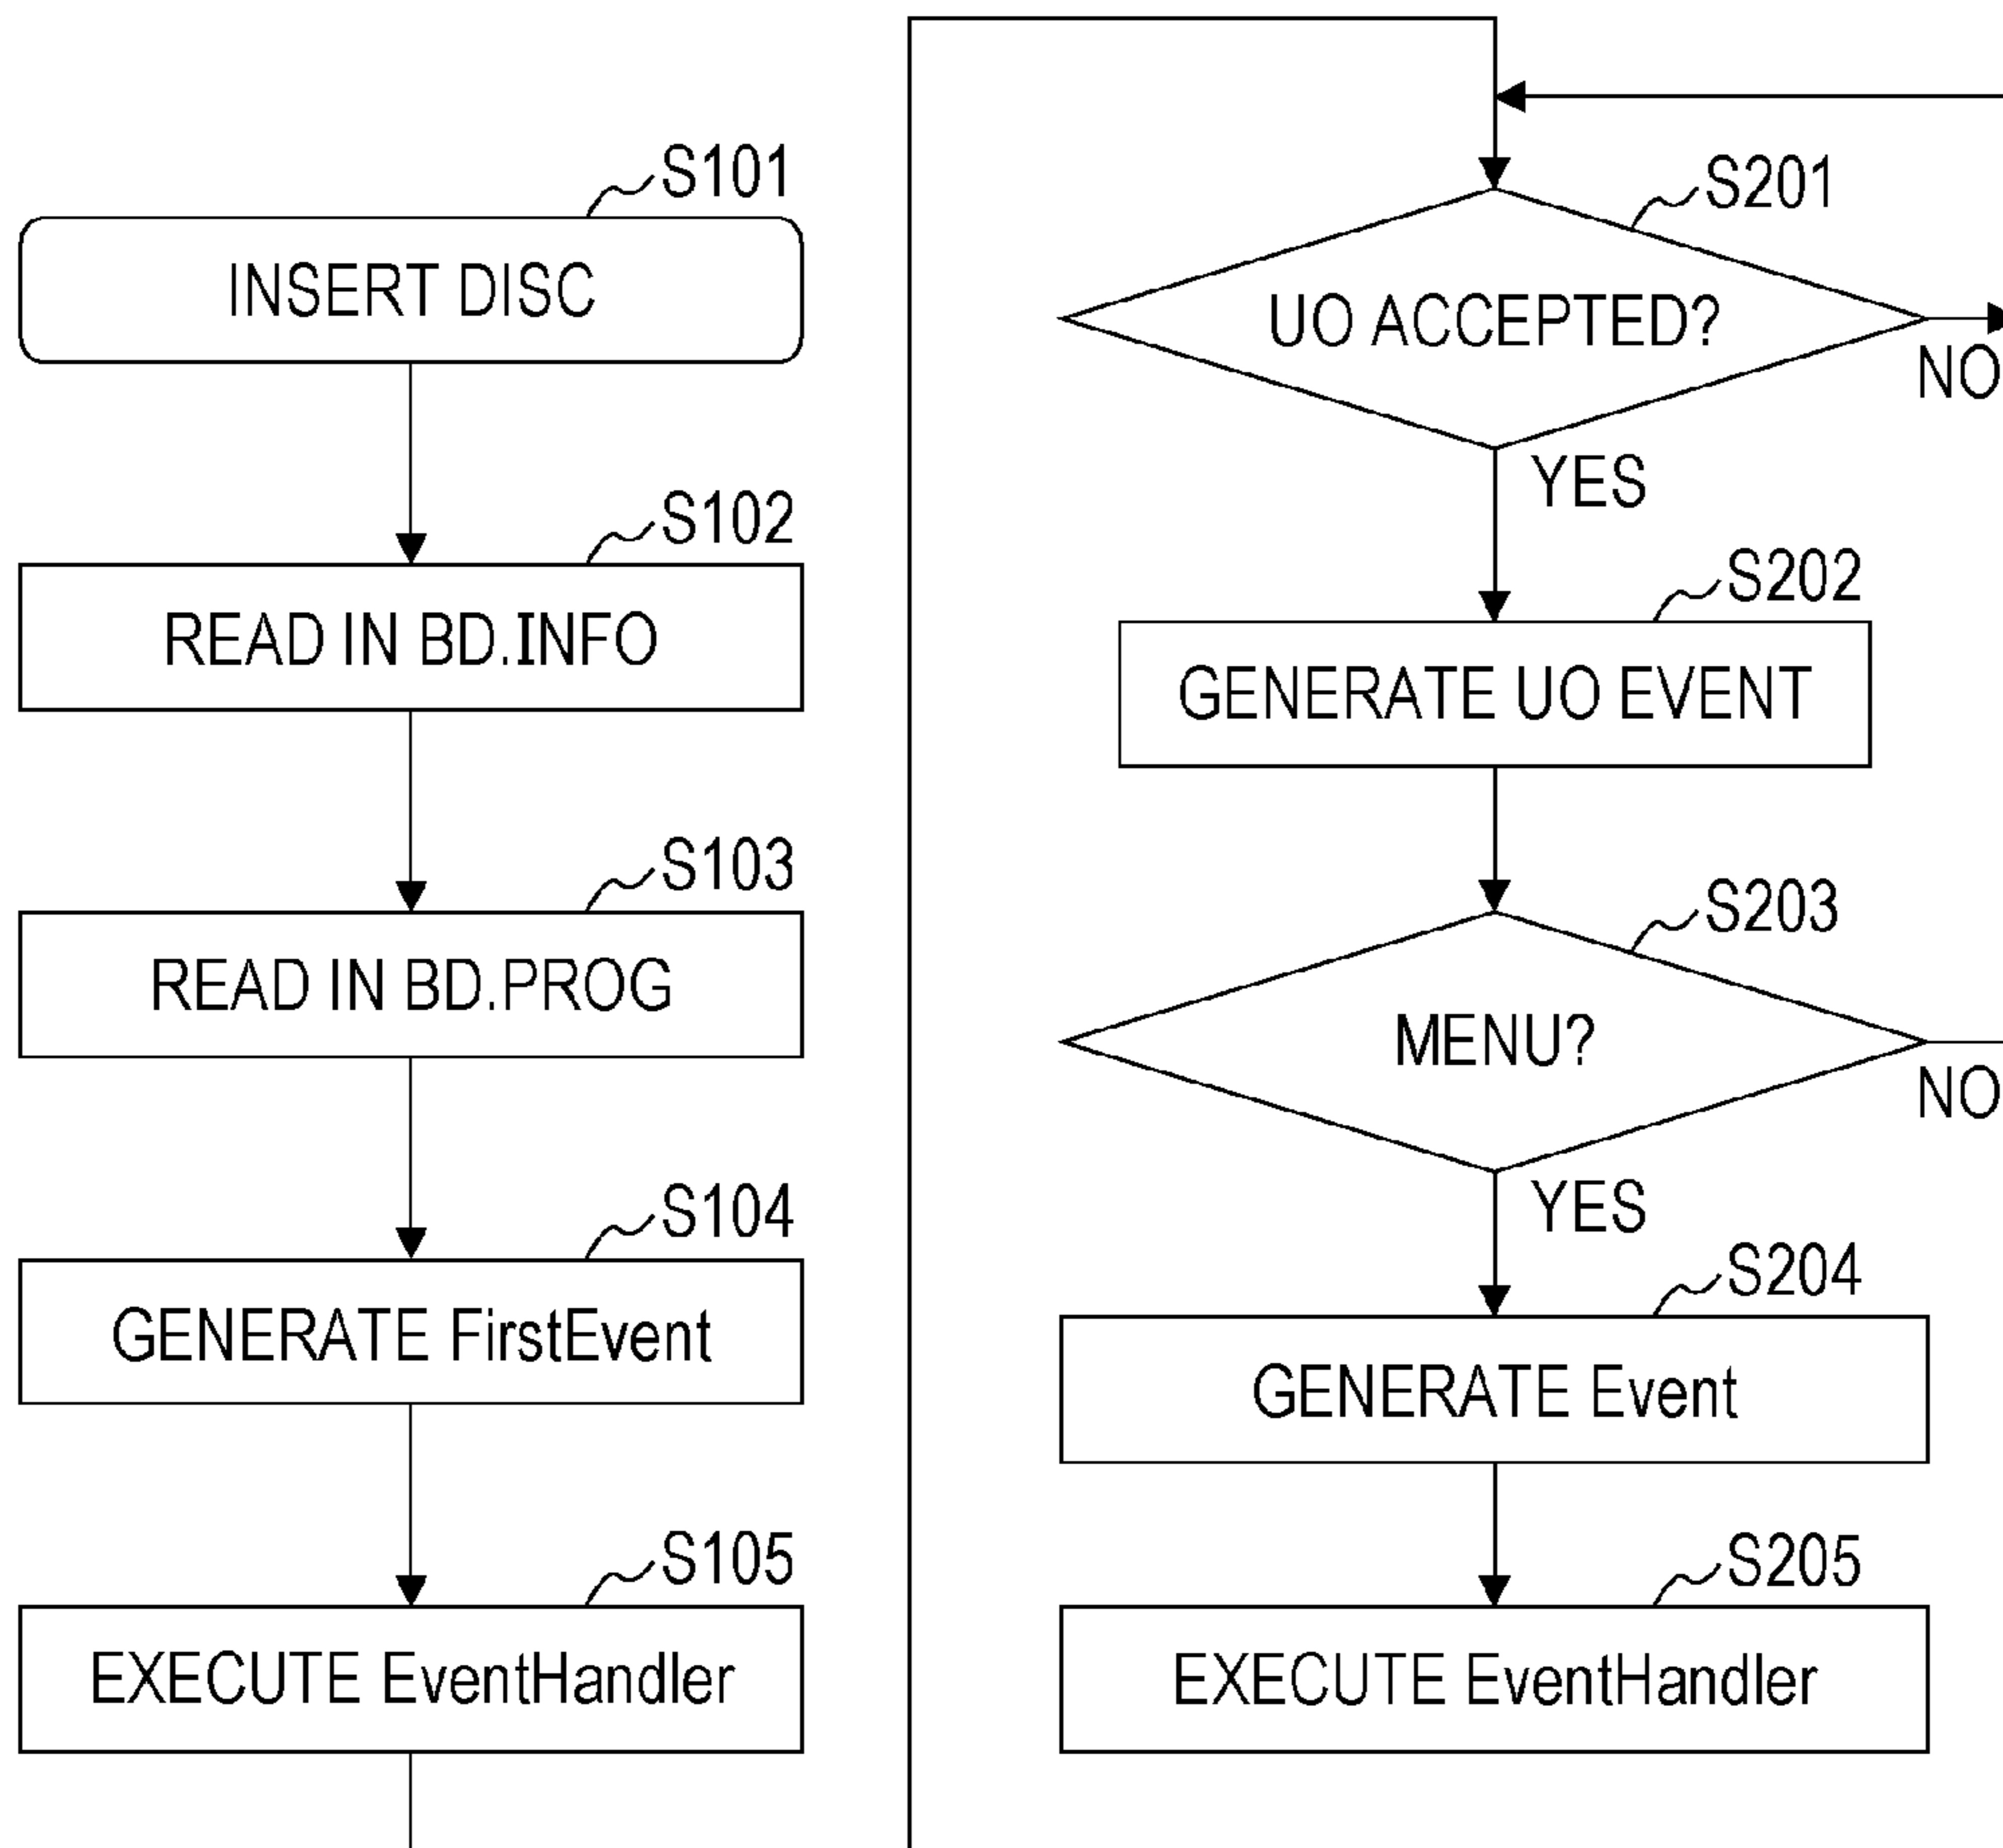 S101
INSERT DISC
S102
READ IN BD.INFO
S103
READ IN BD.PROG
S104
GENERATE FirstEvent
S105
EXECUTE EventHandler
S201
UO ACCEPTED?
NO
YES
S202
GENERATE UO EVENT
S203
MENU?
NO
YES
S204
GENERATE Event
S205
EXECUTE EventHandler